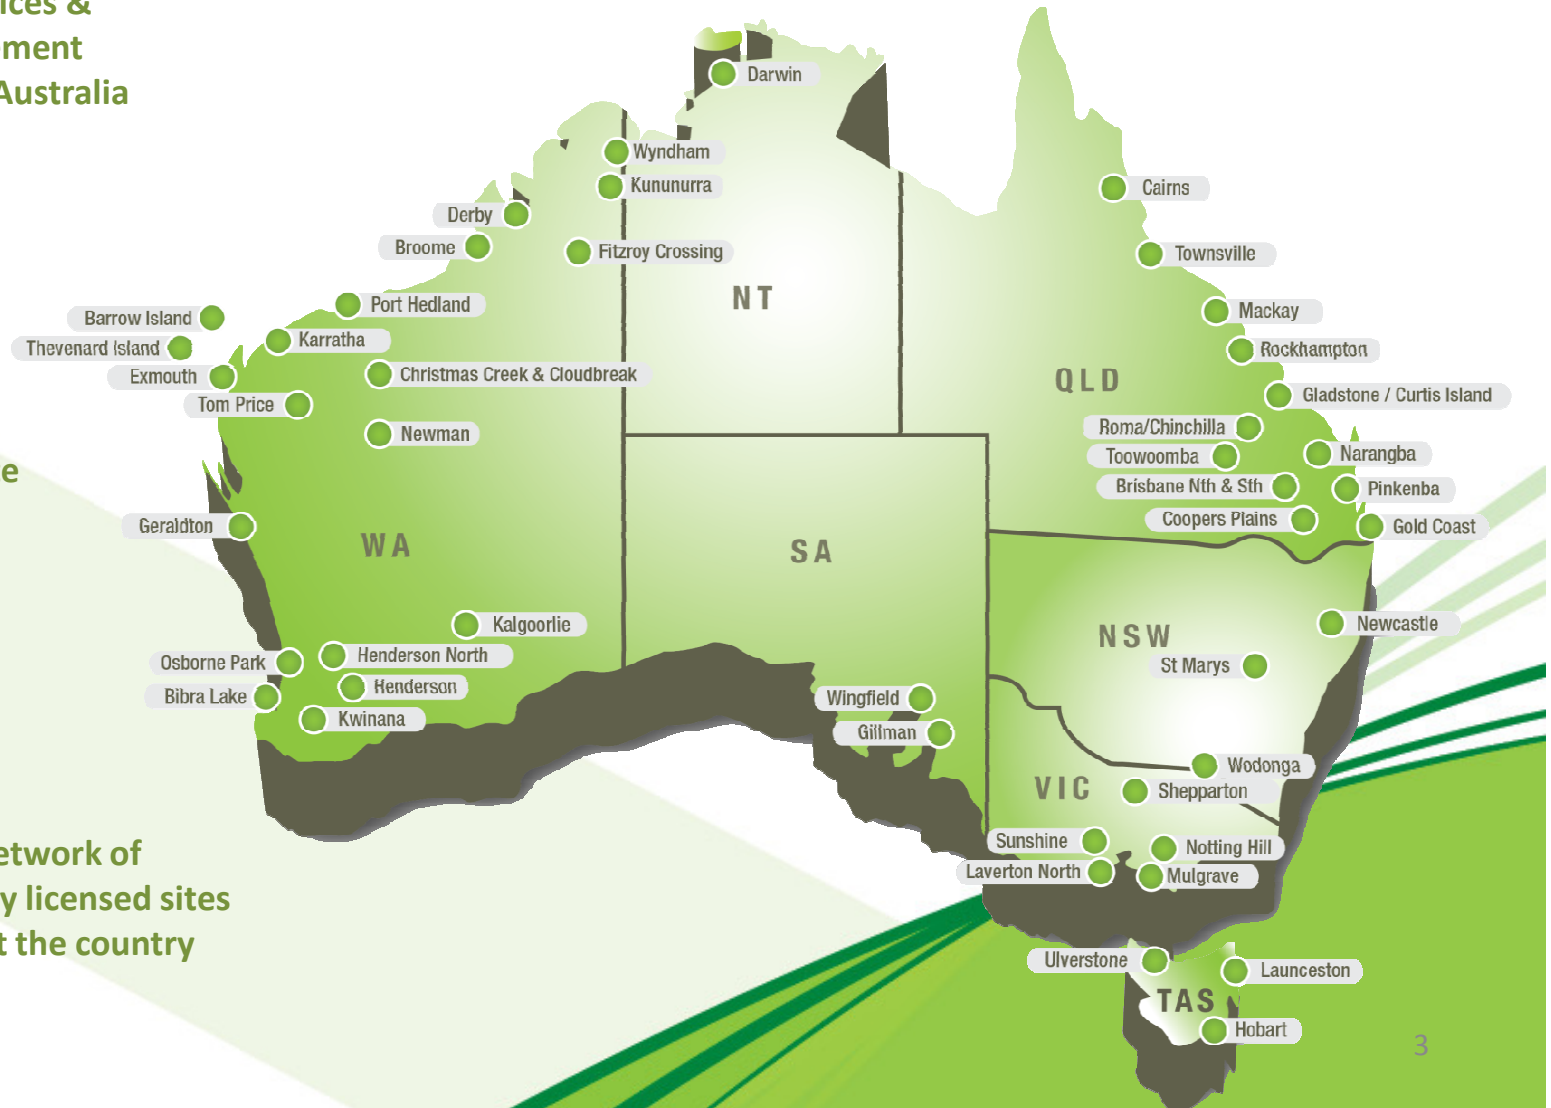 ices &
ement
Australia
Darwin
Wyndham
Kununurra
Cairns
Derby
Broome
Fitzroy Crossing
Townsville
NT
Port Hedland
Barrow Island
Mackay
Karratha
Thevenard Island
Rockhampton
Exmouth
Christmas Creek & Cloudbreak
QLD
Tom Price
Gladstone / Curtis Island
Newman
Roma/Chinchilla
Toowoomba
Narangba
ce
Brisbane Nth & Sth
Pinkenba
Geraldton
Coopers Plains
Gold Coast
WA
SA
Kalgoorlie
Newcastle
NSW
Osborne Park
Henderson North
St Marys
Bibra Lake
Henderson
Wingfield
Kwinana
Gillman
Wodonga
VIC
Shepparton
Sunshine
Notting Hill
etwork of
Laverton North
Mulgrave
y licensed sites
t the country
Ulverstone
Launceston
TAS
Hobart
3